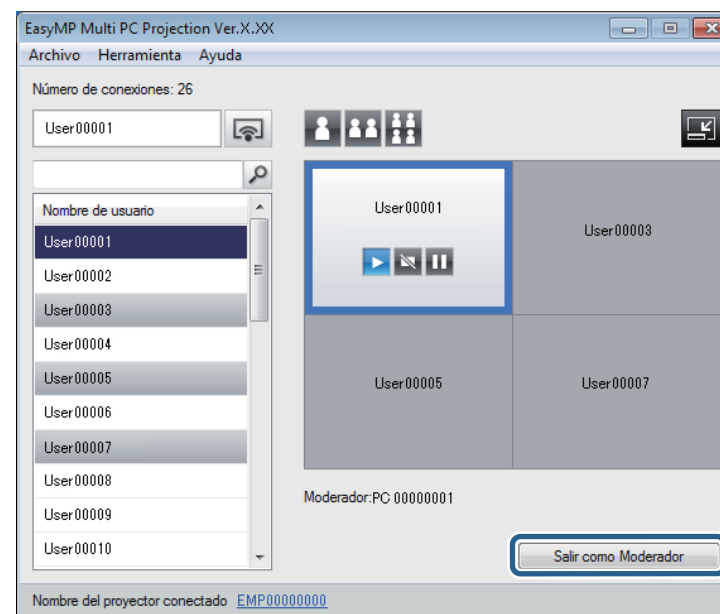 EasyMP Multi PC Projection Ver.X.XX
Archivo Herramienta Ayuda
Número de conexiones: 26
User00001
Nombre de usuario
User00001
User00002
User00003
User00004
User00005
User00006
User00007
User00008
User00009
User00010
User00001
User00003
User00005
User00007
Moderador:PC 00000001
Salir como Moderador
Nombre del proyector conectado EMP00000000